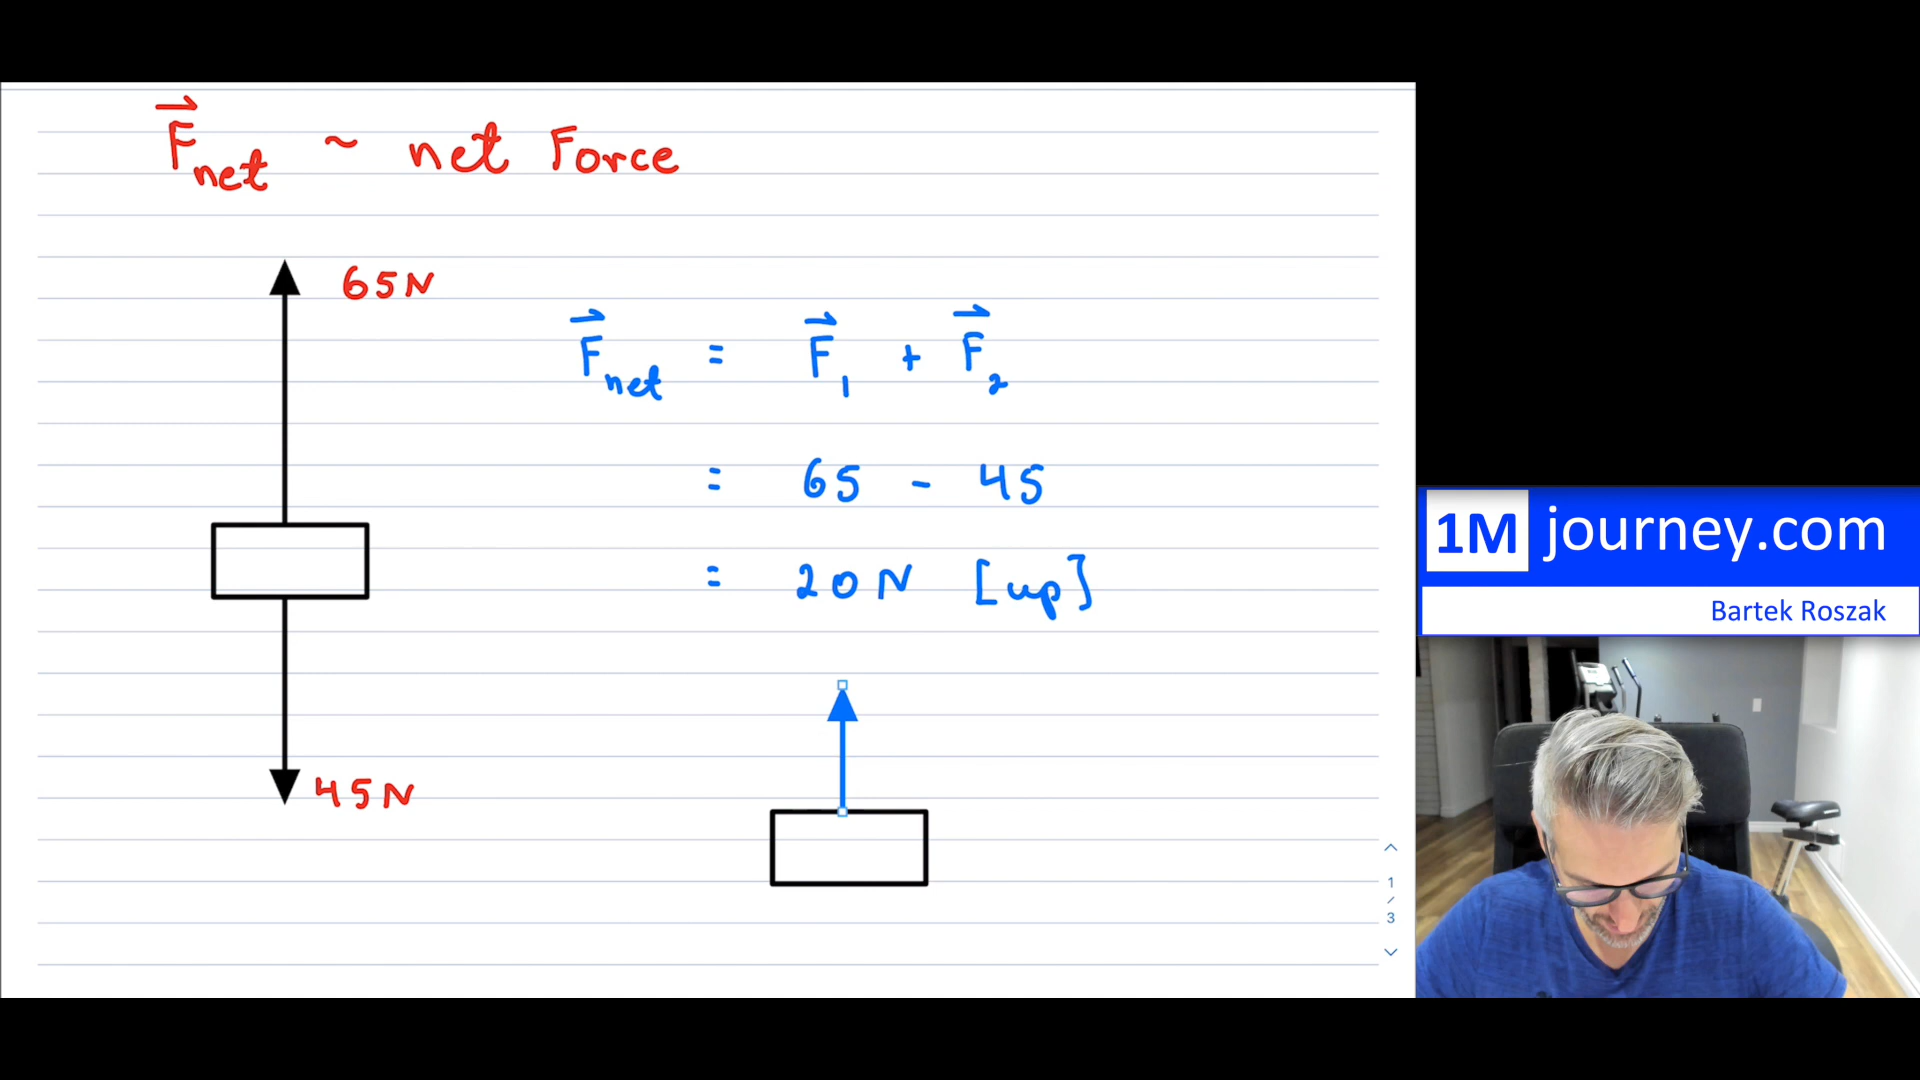 F⃗net ~ net Force
65N
F⃗net = F⃗1 + F⃗2
= 65 - 45
= 20N [up]
45N
1
/
3
1M journey.com
Bartek Roszak